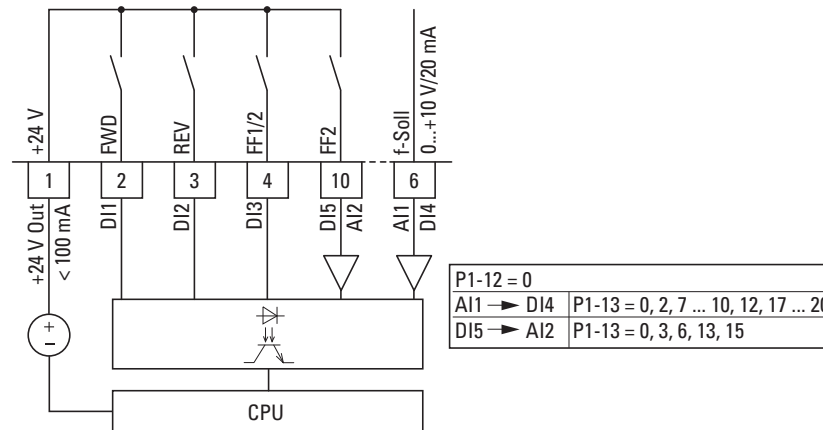 +24 V
FWD
REV
FF1/2
FF2
f-Soll
0...+10 V/20 mA
1
2
3
4
10
6
+24 V Out
< 100 mA
DI1
DI2
DI3
DI5
AI2
AI1
DI4
P1-12 = 0
AI1 → DI4 P1-13 = 0, 2, 7 ... 10, 12, 17 ... 20
DI5 → AI2 P1-13 = 0, 3, 6, 13, 15
+
−
CPU